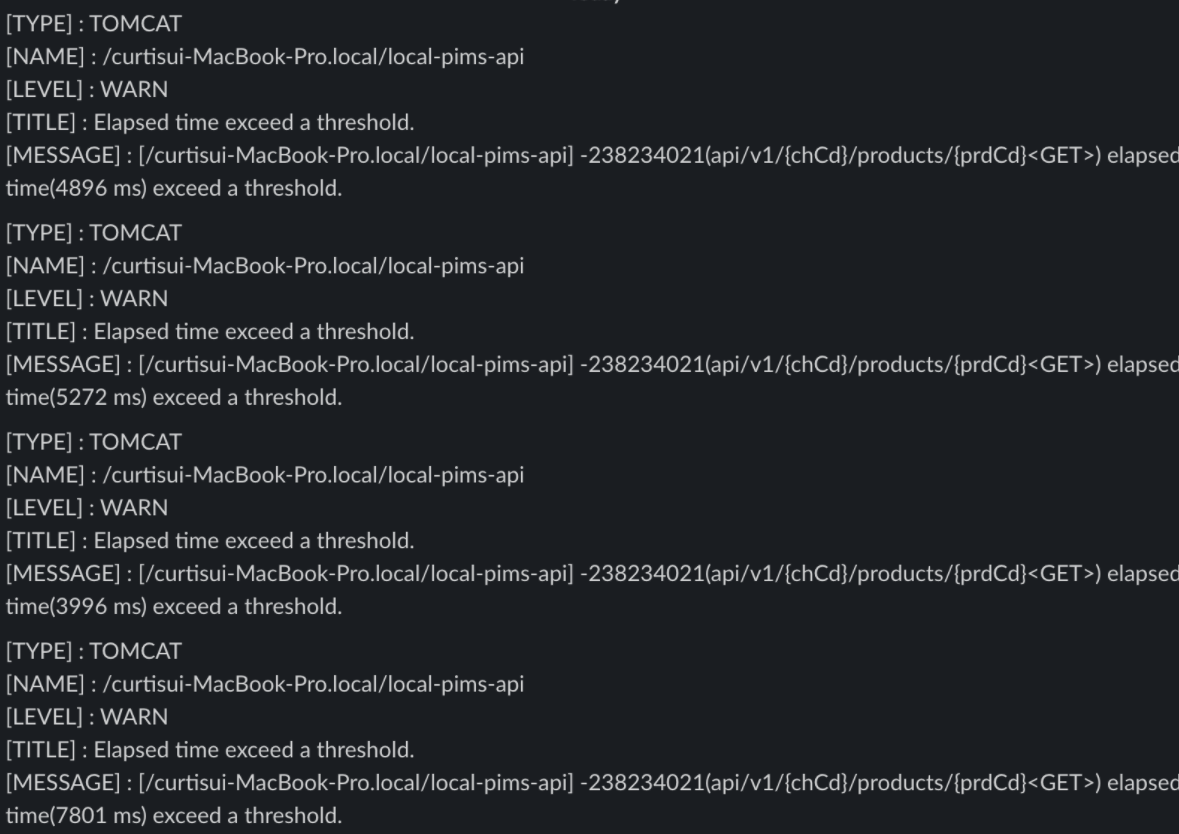 [TYPE] : TOMCAT
[NAME] : /curtisui-MacBook-Pro.local/local-pims-api
[LEVEL] : WARN
[TITLE] : Elapsed time exceed a threshold.
[MESSAGE] : [/curtisui-MacBook-Pro.local/local-pims-api] -238234021(api/v1/{chCd}/products/{prdCd}<GET>) elapsed
time(4896 ms) exceed a threshold.
[TYPE] : TOMCAT
[NAME] : /curtisui-MacBook-Pro.local/local-pims-api
[LEVEL] : WARN
[TITLE] : Elapsed time exceed a threshold.
[MESSAGE] : [/curtisui-MacBook-Pro.local/local-pims-api] -238234021(api/v1/{chCd}/products/{prdCd}<GET>) elapsed
time(5272 ms) exceed a threshold.
[TYPE] : TOMCAT
[NAME] : /curtisui-MacBook-Pro.local/local-pims-api
[LEVEL] : WARN
[TITLE] : Elapsed time exceed a threshold.
[MESSAGE] : [/curtisui-MacBook-Pro.local/local-pims-api] -238234021(api/v1/{chCd}/products/{prdCd}<GET>) elapsed
time(3996 ms) exceed a threshold.
[TYPE] : TOMCAT
[NAME] : /curtisui-MacBook-Pro.local/local-pims-api
[LEVEL] : WARN
[TITLE] : Elapsed time exceed a threshold.
[MESSAGE] : [/curtisui-MacBook-Pro.local/local-pims-api] -238234021(api/v1/{chCd}/products/{prdCd}<GET>) elapsed
time(7801 ms) exceed a threshold.